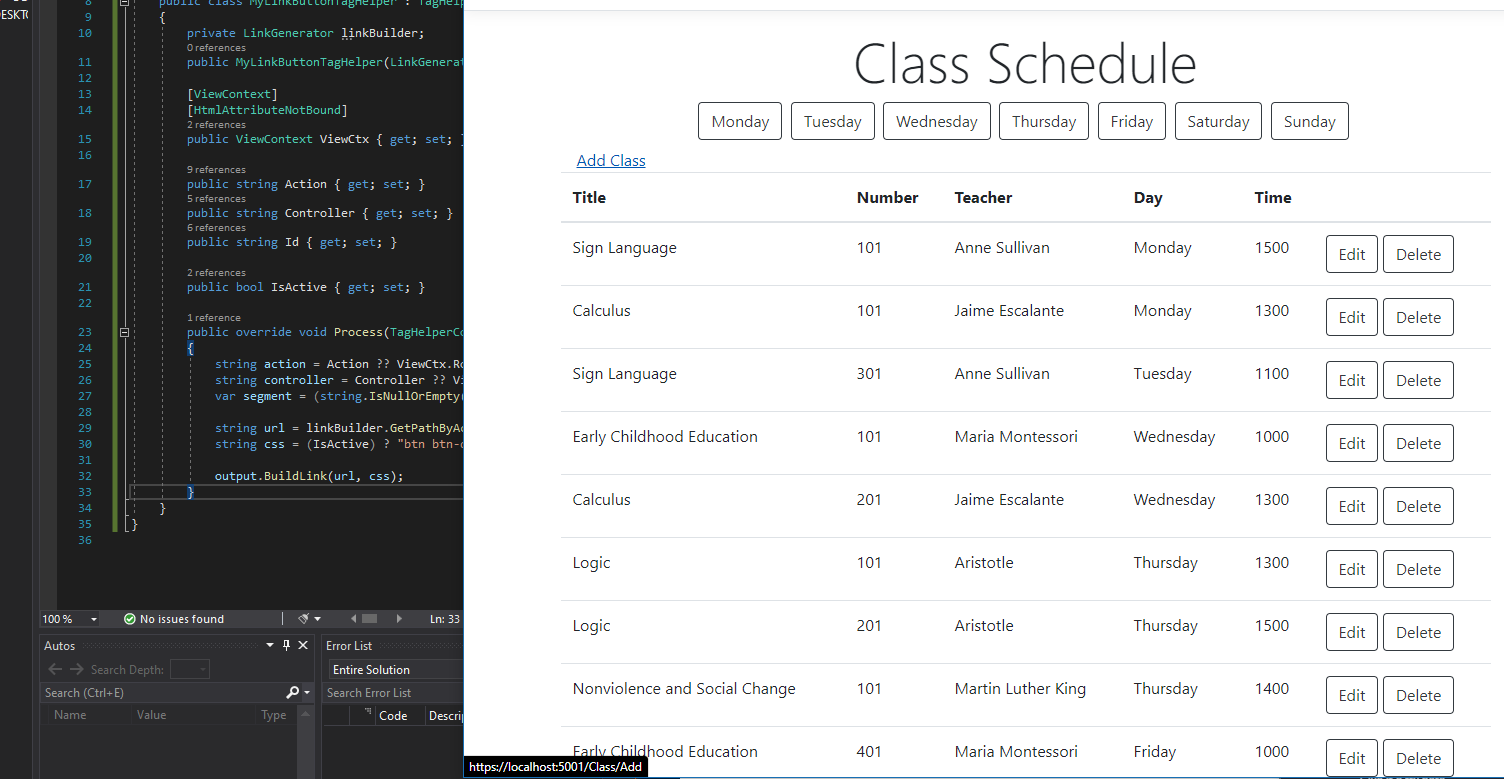 DESKTO
8 public class MyLinkButtonTagHelper : TagHelp
9 {
10 private LinkGenerator linkBuilder;
0 references
11 public MyLinkButtonTagHelper(LinkGenerat
12
13 [ViewContext]
14 [HtmlAttributeNotBound]
2 references
15 public ViewContext ViewCtx { get; set; }
16
9 references
17 public string Action { get; set; }
5 references
18 public string Controller { get; set; }
6 references
19 public string Id { get; set; }
20
2 references
21 public bool IsActive { get; set; }
22
1 reference
23 public override void Process(TagHelperCo
24 {
25 string action = Action ?? ViewCtx.Ro
26 string controller = Controller ?? Vi
27 var segment = (string.IsNullOrEmpty(
28
29 string url = linkBuilder.GetPathByAc
30 string css = (IsActive) ? "btn btn-o
31
32 output.BuildLink(url, css);
33 }
34 }
35 }
36
100 % No issues found Ln: 33
Autos
Search Depth:
Search (Ctrl+E)
Name Value Type
Error List
Entire Solution
Search Error List
Code Descrip
Class Schedule
Monday Tuesday Wednesday Thursday Friday Saturday Sunday
Add Class
Title Number Teacher Day Time
Sign Language 101 Anne Sullivan Monday 1500 Edit Delete
Calculus 101 Jaime Escalante Monday 1300 Edit Delete
Sign Language 301 Anne Sullivan Tuesday 1100 Edit Delete
Early Childhood Education 101 Maria Montessori Wednesday 1000 Edit Delete
Calculus 201 Jaime Escalante Wednesday 1300 Edit Delete
Logic 101 Aristotle Thursday 1300 Edit Delete
Logic 201 Aristotle Thursday 1500 Edit Delete
Nonviolence and Social Change 101 Martin Luther King Thursday 1400 Edit Delete
Early Childhood Education 401 Maria Montessori Friday 1000 Edit Delete
https://localhost:5001/Class/Add